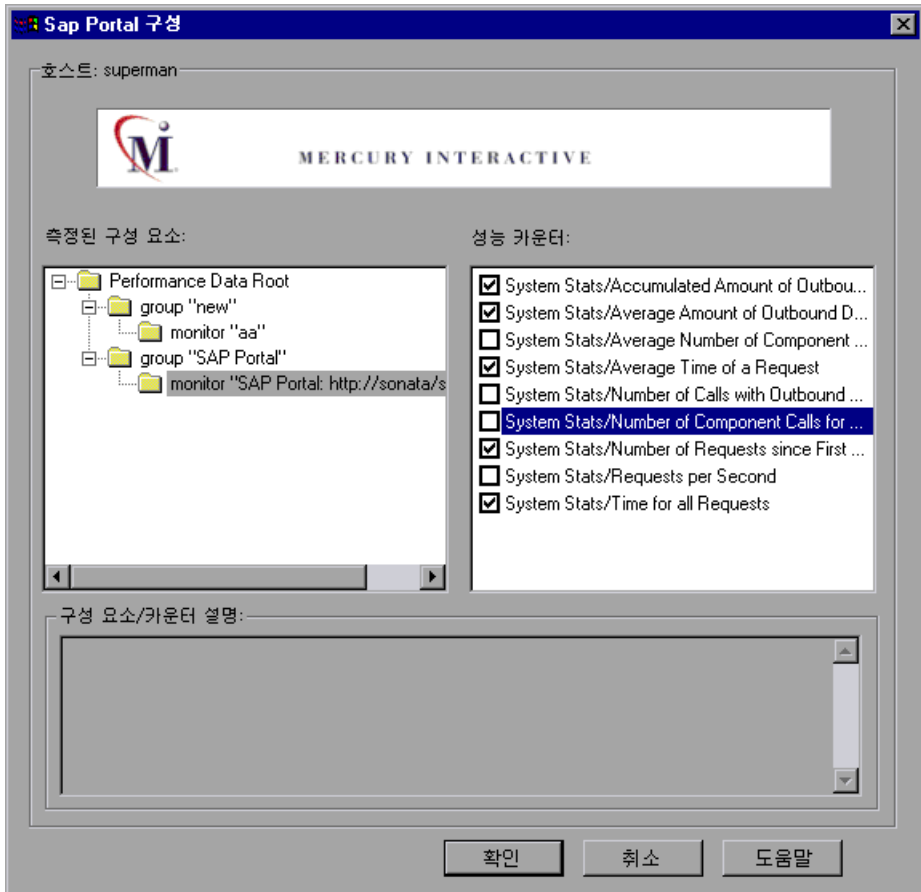 Sap Portal 구성
호스트: superman
M
MERCURY INTERACTIVE
측정된 구성 요소:
성능 카운터:
Performance Data Root
group "new"
monitor "aa"
group "SAP Portal"
monitor "SAP Portal: http://sonata/s
System Stats/Accumulated Amount of Outbou...
System Stats/Average Amount of Outbound D...
System Stats/Average Number of Component ...
System Stats/Average Time of a Request
System Stats/Number of Calls with Outbound ...
System Stats/Number of Component Calls for ...
System Stats/Number of Requests since First ...
System Stats/Requests per Second
System Stats/Time for all Requests
구성 요소/카운터 설명:
확인
취소
도움말